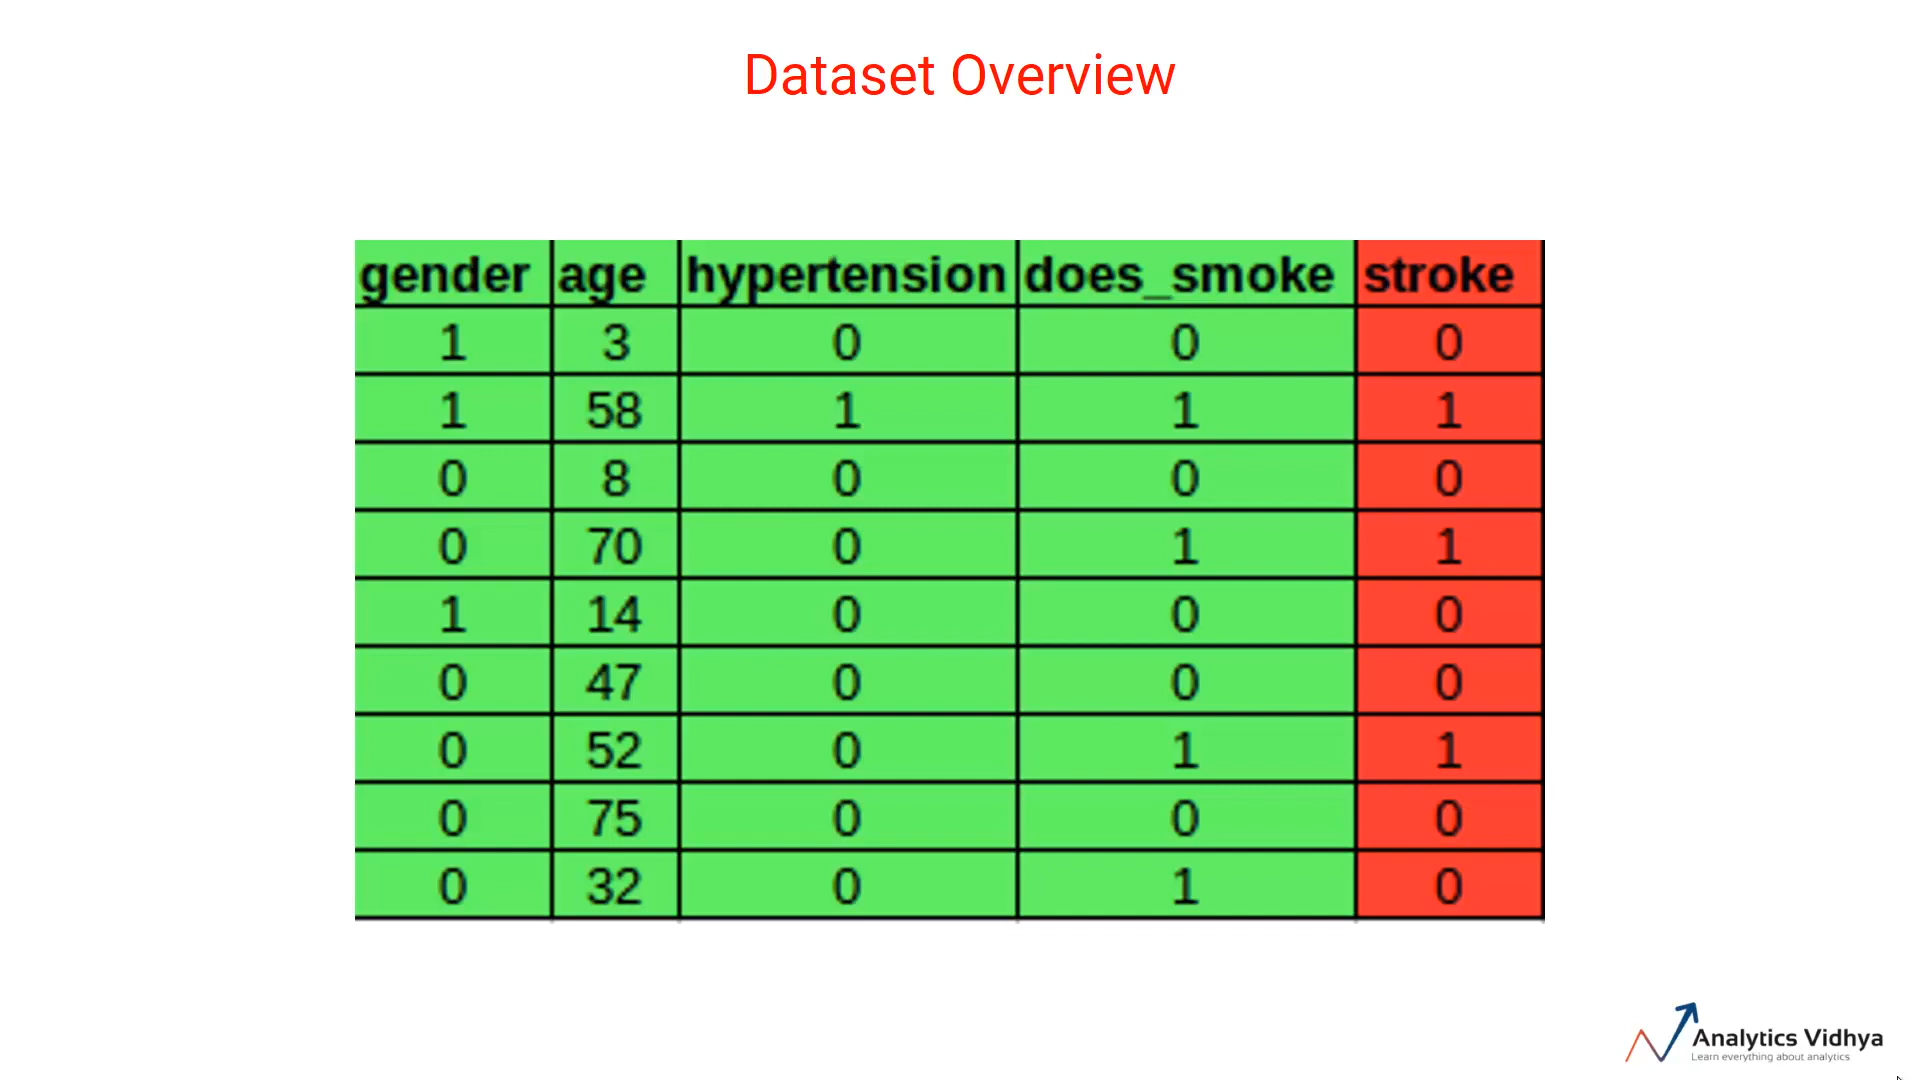 Dataset Overview
gender age hypertension does_smoke stroke
1 3 0 0 0
1 58 1 1 1
0 8 0 0 0
0 70 0 1 1
1 14 0 0 0
0 47 0 0 0
0 52 0 1 1
0 75 0 0 0
0 32 0 1 0
Analytics Vidhya
Learn everything about analytics